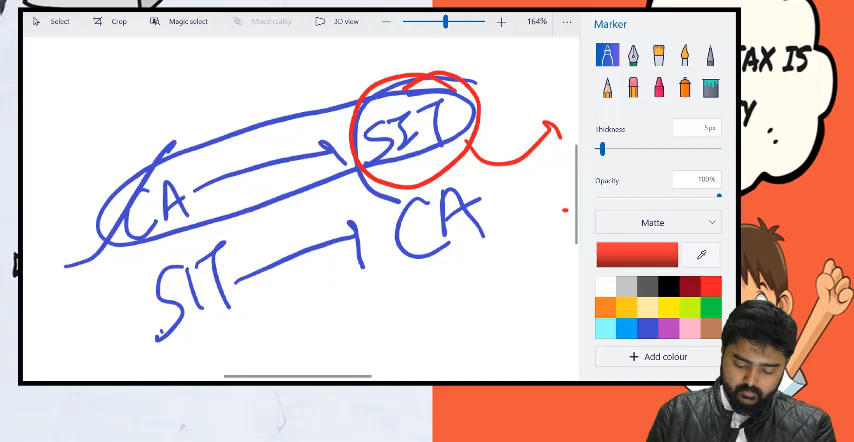 Select Crop Magic select Mixed reality 3D view 164% ...
Marker
Thickness
5px
Opacity
100%
Matte
Add colour
CA SIT
SIT CA
AX IS